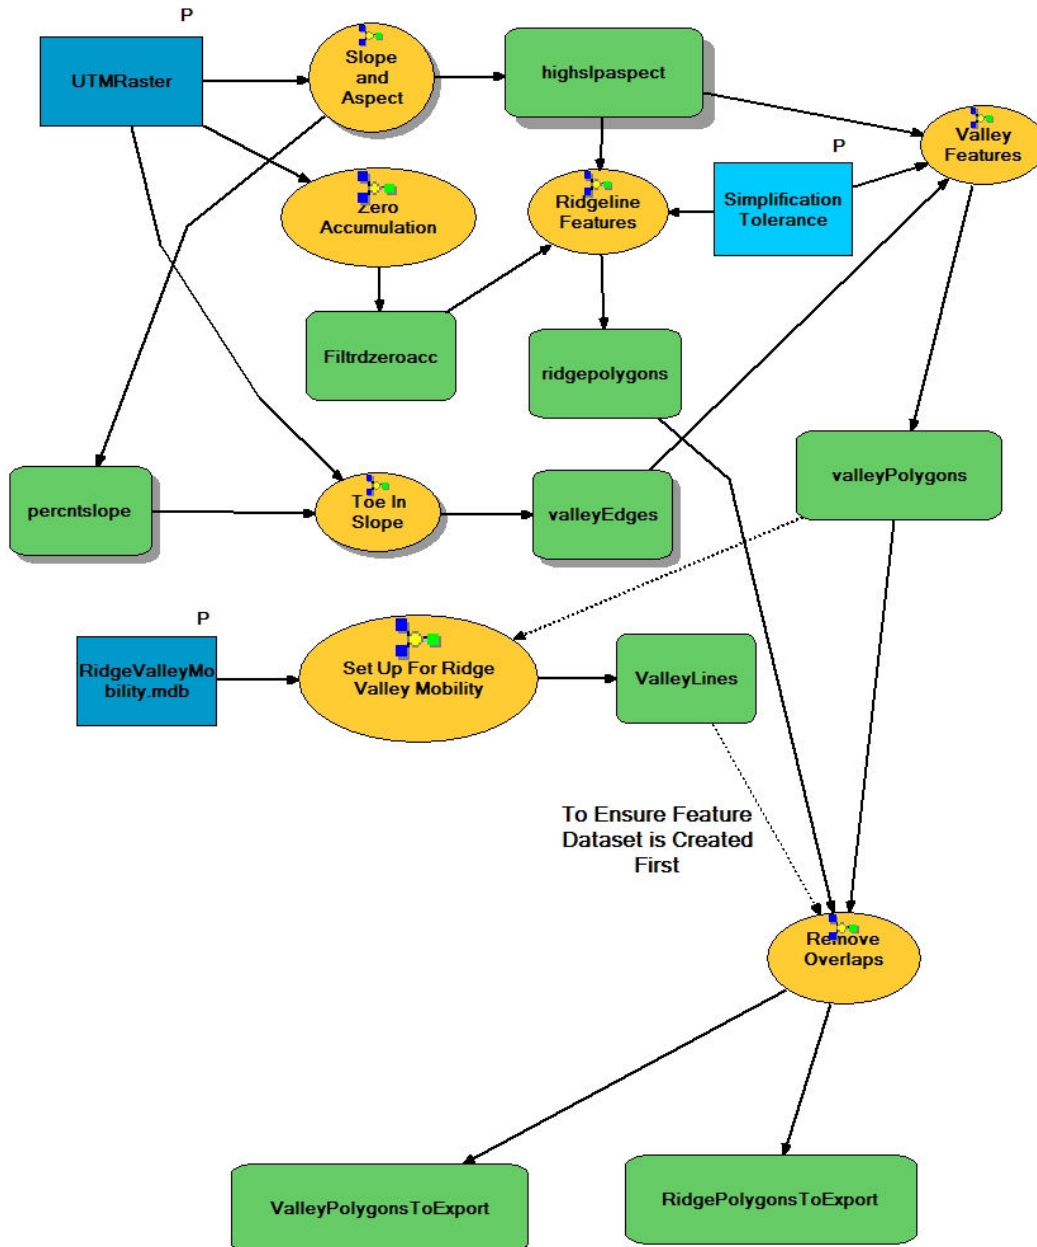 P
UTMRaster
Slope
and
Aspect
highslpaspect
P
Valley
Features
Zero
Accumulation
Ridgeline
Features
Simplification
Tolerance
Filtrdzeroacc
ridgepolygons
valleyPolygons
percntslope
Toe In
Slope
valleyEdges
P
RidgeValleyMo
bility.mdb
Set Up For Ridge
Valley Mobility
ValleyLines
To Ensure Feature
Dataset is Created
First
Remove
Overlaps
ValleyPolygonsToExport
RidgePolygonsToExport